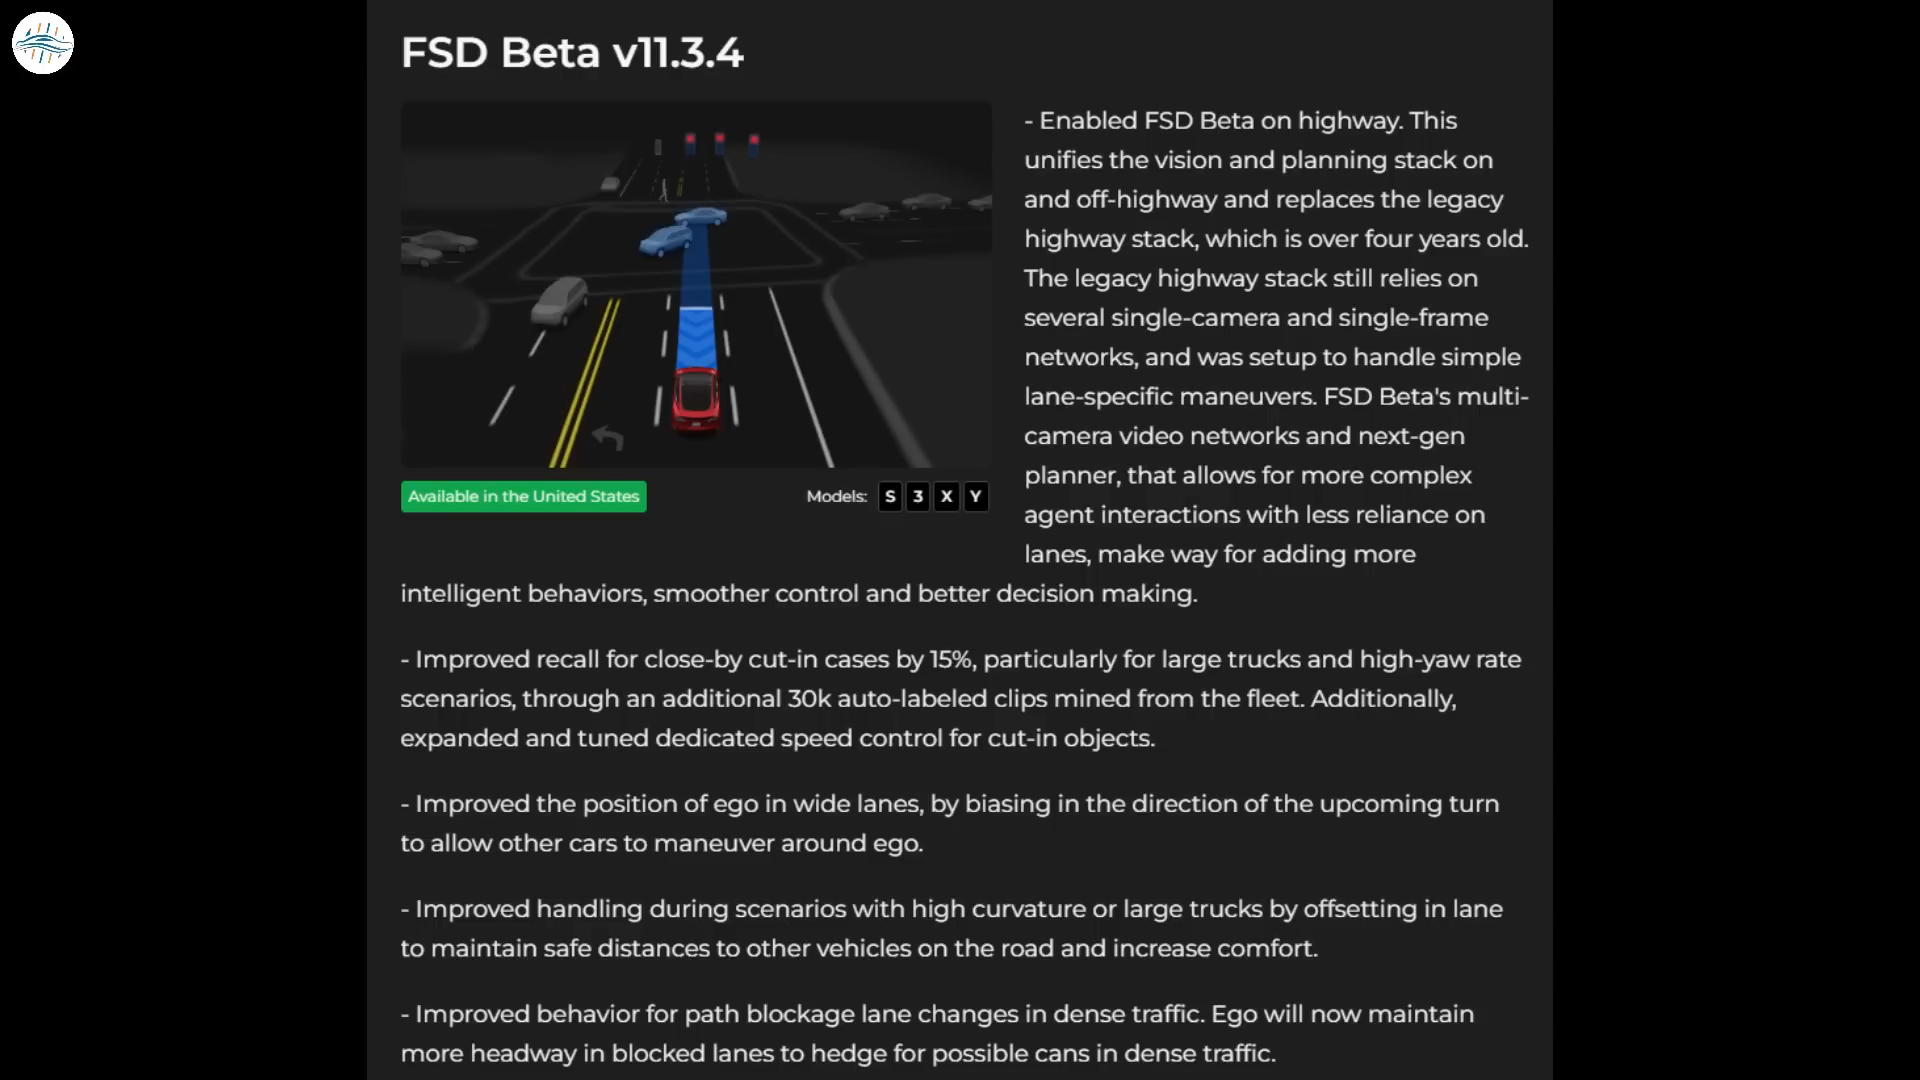 FSD Beta v11.3.4
- Enabled FSD Beta on highway. This
unifies the vision and planning stack on
and off-highway and replaces the legacy
highway stack, which is over four years old.
The legacy highway stack still relies on
several single-camera and single-frame
networks, and was setup to handle simple
lane-specific maneuvers. FSD Beta's multi-
camera video networks and next-gen
planner, that allows for more complex
agent interactions with less reliance on
lanes, make way for adding more
Available in the United States
Models: S 3 X Y
intelligent behaviors, smoother control and better decision making.
- Improved recall for close-by cut-in cases by 15%, particularly for large trucks and high-yaw rate
scenarios, through an additional 30k auto-labeled clips mined from the fleet. Additionally,
expanded and tuned dedicated speed control for cut-in objects.
- Improved the position of ego in wide lanes, by biasing in the direction of the upcoming turn
to allow other cars to maneuver around ego.
- Improved handling during scenarios with high curvature or large trucks by offsetting in lane
to maintain safe distances to other vehicles on the road and increase comfort.
- Improved behavior for path blockage lane changes in dense traffic. Ego will now maintain
more headway in blocked lanes to hedge for possible cans in dense traffic.